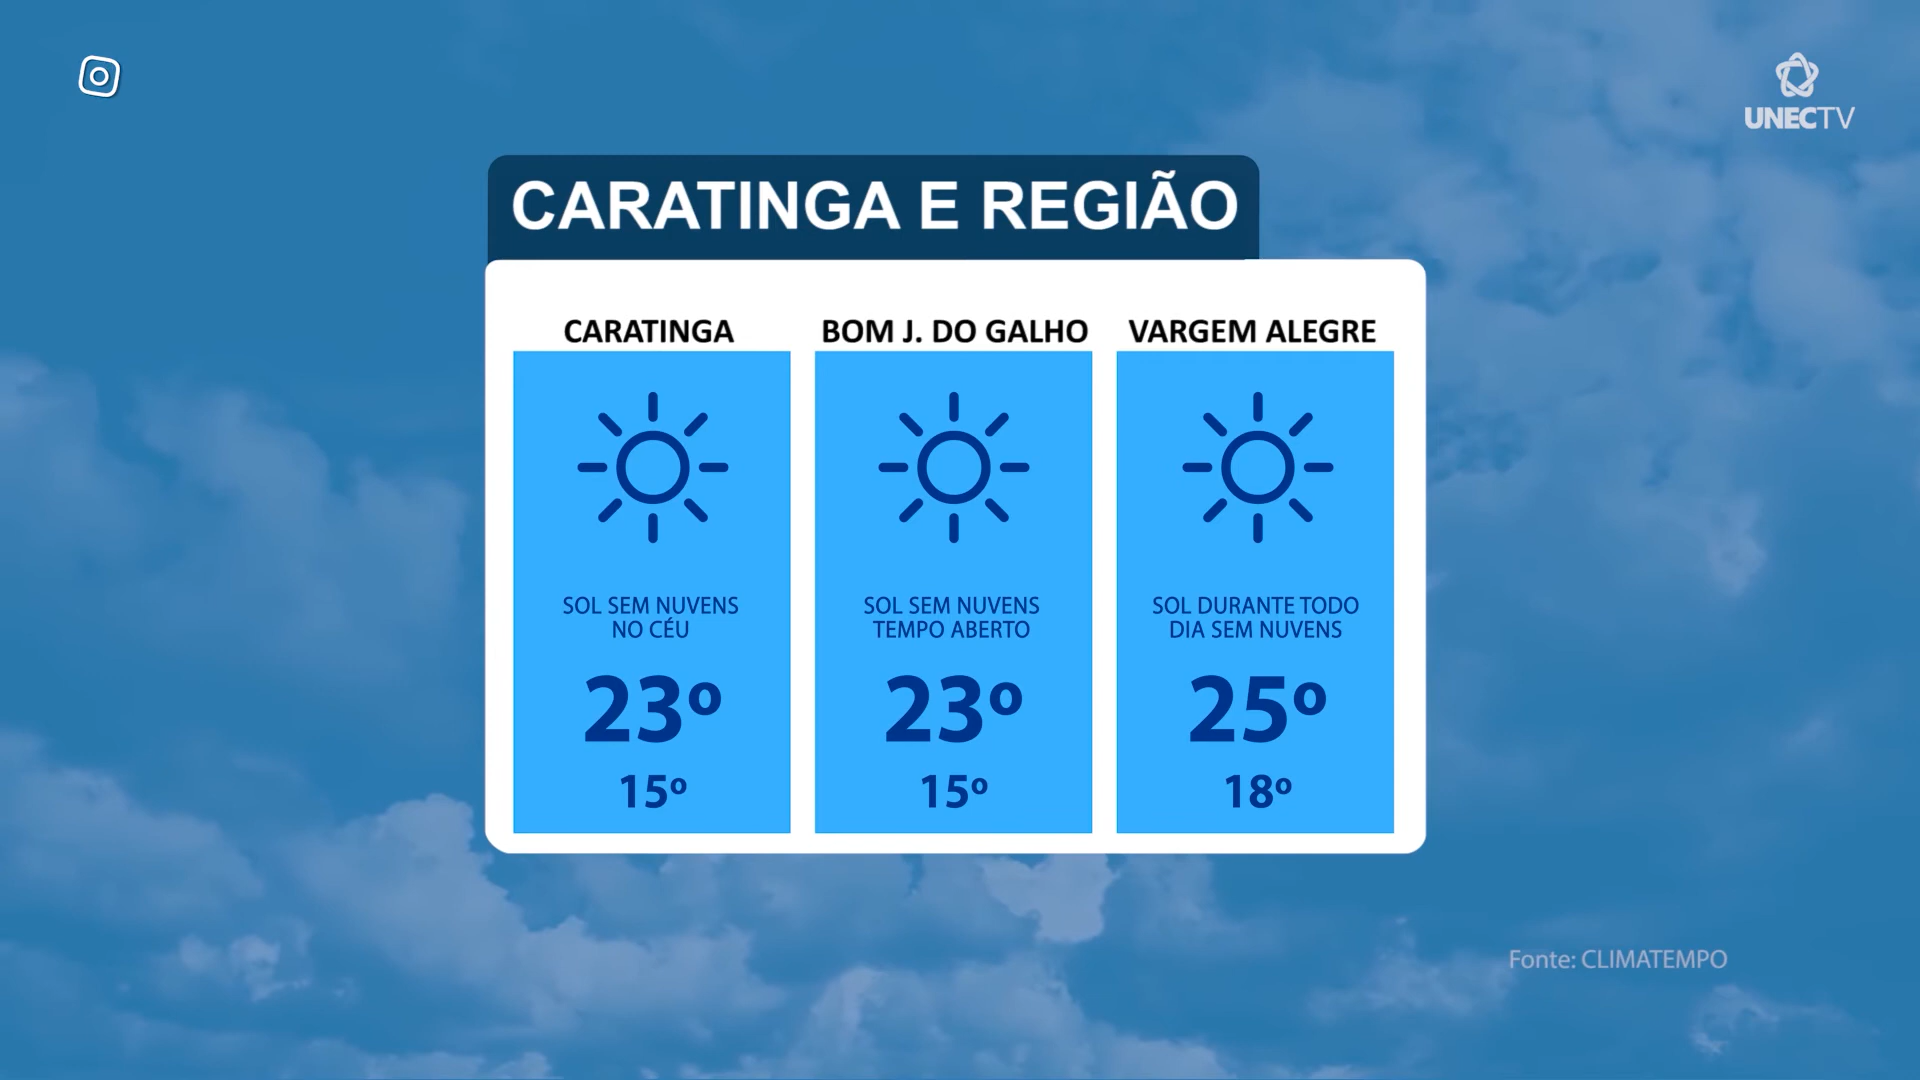 UNECTV
CARATINGA E REGIÃO
CARATINGA
SOL SEM NUVENS
NO CÉU
23º
15º
BOM J. DO GALHO
SOL SEM NUVENS
TEMPO ABERTO
23º
15º
VARGEM ALEGRE
SOL DURANTE TODO
DIA SEM NUVENS
25º
18º
Fonte: CLIMATEMPO